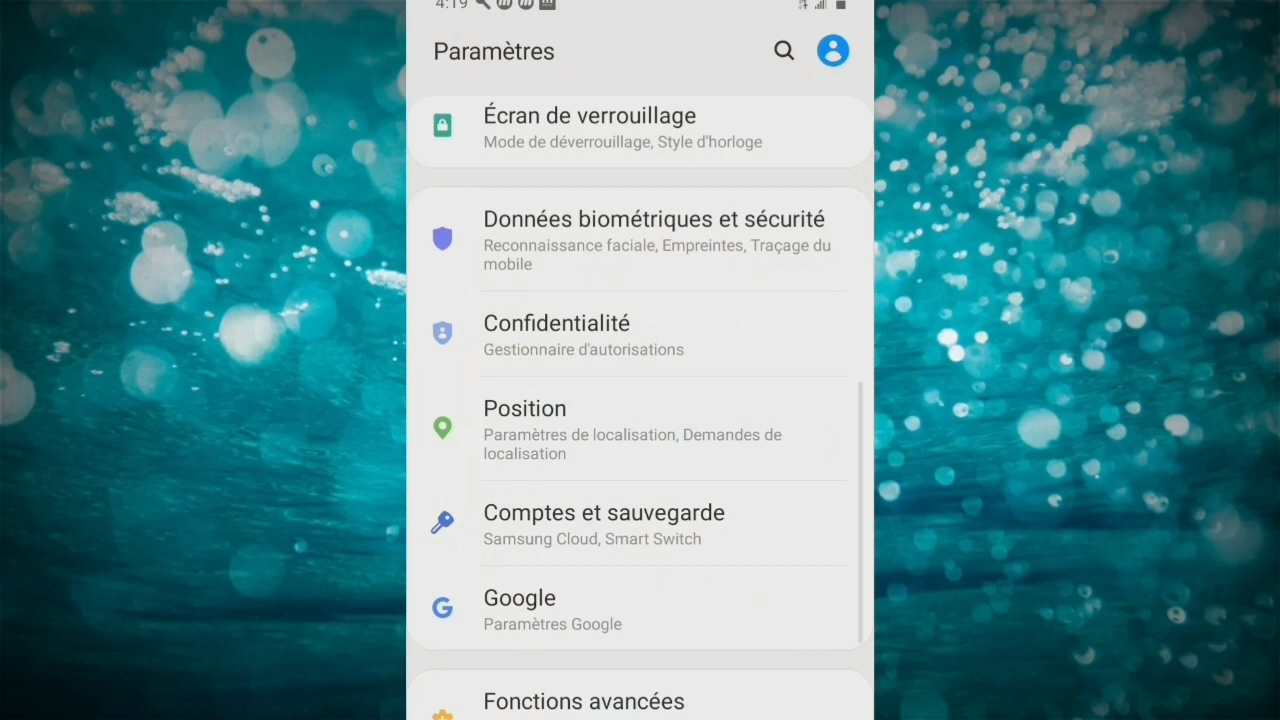 4:19
Paramètres
Écran de verrouillage
Mode de déverrouillage, Style d'horloge
Données biométriques et sécurité
Reconnaissance faciale, Empreintes, Traçage du
mobile
Confidentialité
Gestionnaire d'autorisations
Position
Paramètres de localisation, Demandes de
localisation
Comptes et sauvegarde
Samsung Cloud, Smart Switch
Google
Paramètres Google
Fonctions avancées